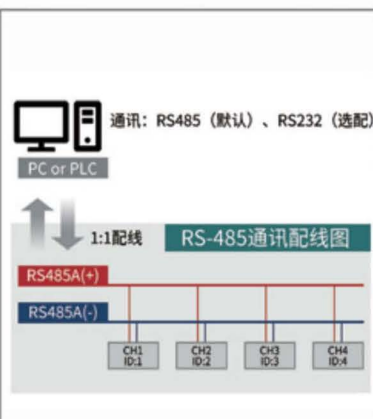 通讯：RS485（默认）、RS232（选配）
PC or PLC
1:1配线
RS-485通讯配线图
RS485A(+)
RS485A(-)
CH1
ID:1
CH2
ID:2
CH3
ID:3
CH4
ID:4